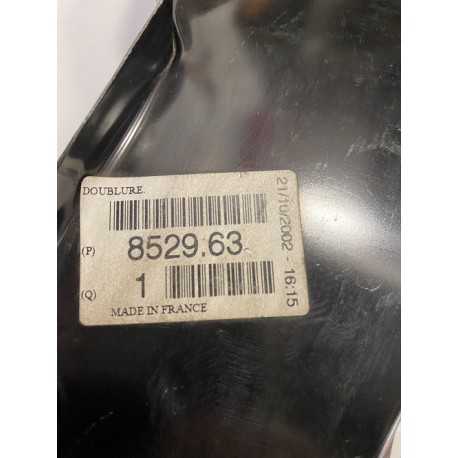 DOUBLURE.
(P) 8529.63
(Q) 1
MADE IN FRANCE
21/10/2002 - 16:15